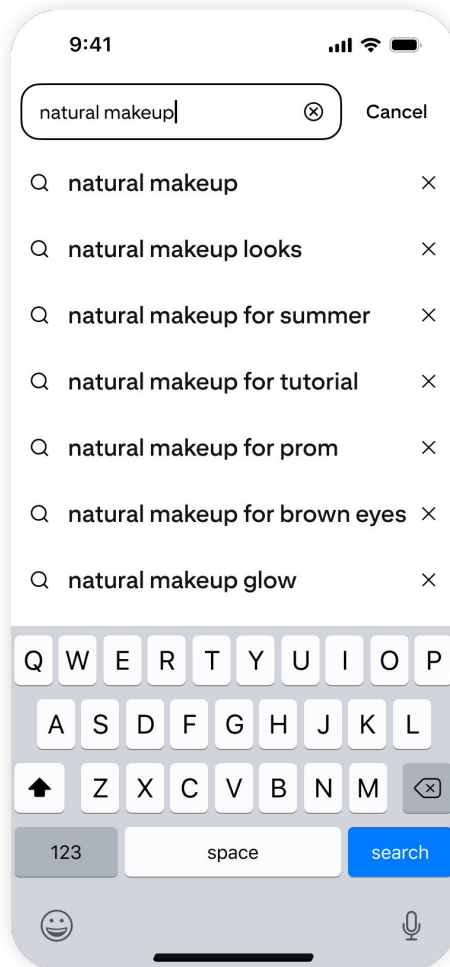 9:41
natural makeup
Cancel
natural makeup
natural makeup looks
natural makeup for summer
natural makeup for tutorial
natural makeup for prom
natural makeup for brown eyes
natural makeup glow
Q W E R T Y U I O P
A S D F G H J K L
Z X C V B N M
123 space search